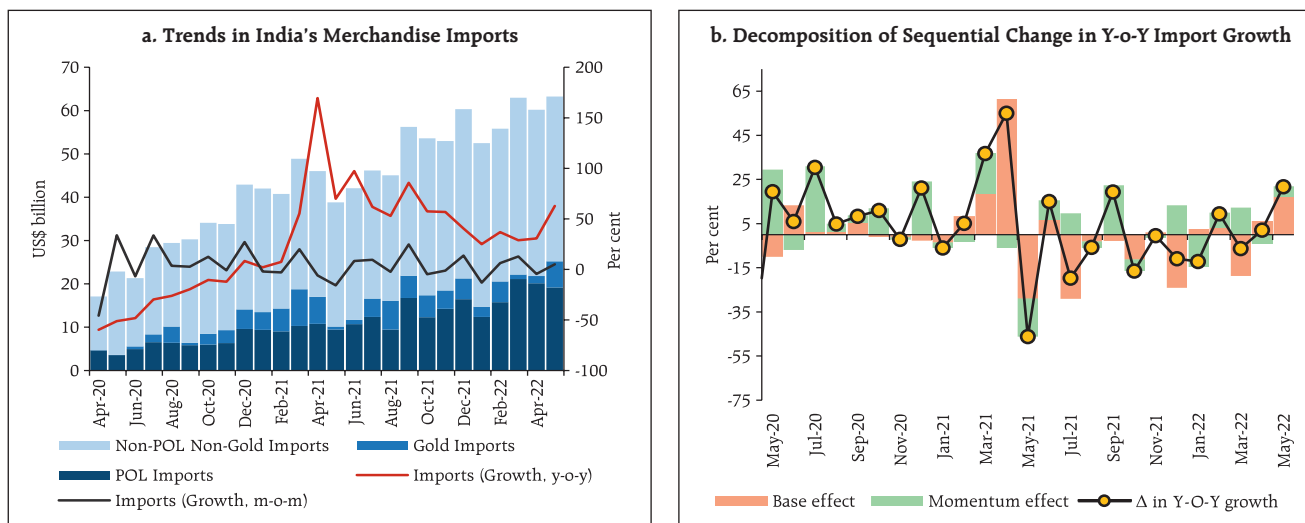 a. Trends in India's Merchandise Imports
70
60
50
40
30
20
10
0
US$ billion
200
150
100
50
0
-50
-100
Per cent
Apr-20
Jun-20
Aug-20
Oct-20
Dec-20
Feb-21
Apr-21
Jun-21
Aug-21
Oct-21
Dec-21
Feb-22
Apr-22
Non-POL Non-Gold Imports
Gold Imports
POL Imports
Imports (Growth, y-o-y)
Imports (Growth, m-o-m)
b. Decomposition of Sequential Change in Y-o-Y Import Growth
65
45
25
5
-15
-35
-55
-75
Per cent
May-20
Jul-20
Sep-20
Nov-20
Jan-21
Mar-21
May-21
Jul-21
Sep-21
Nov-21
Jan-22
Mar-22
May-22
Base effect
Momentum effect
Δ in Y-O-Y growth